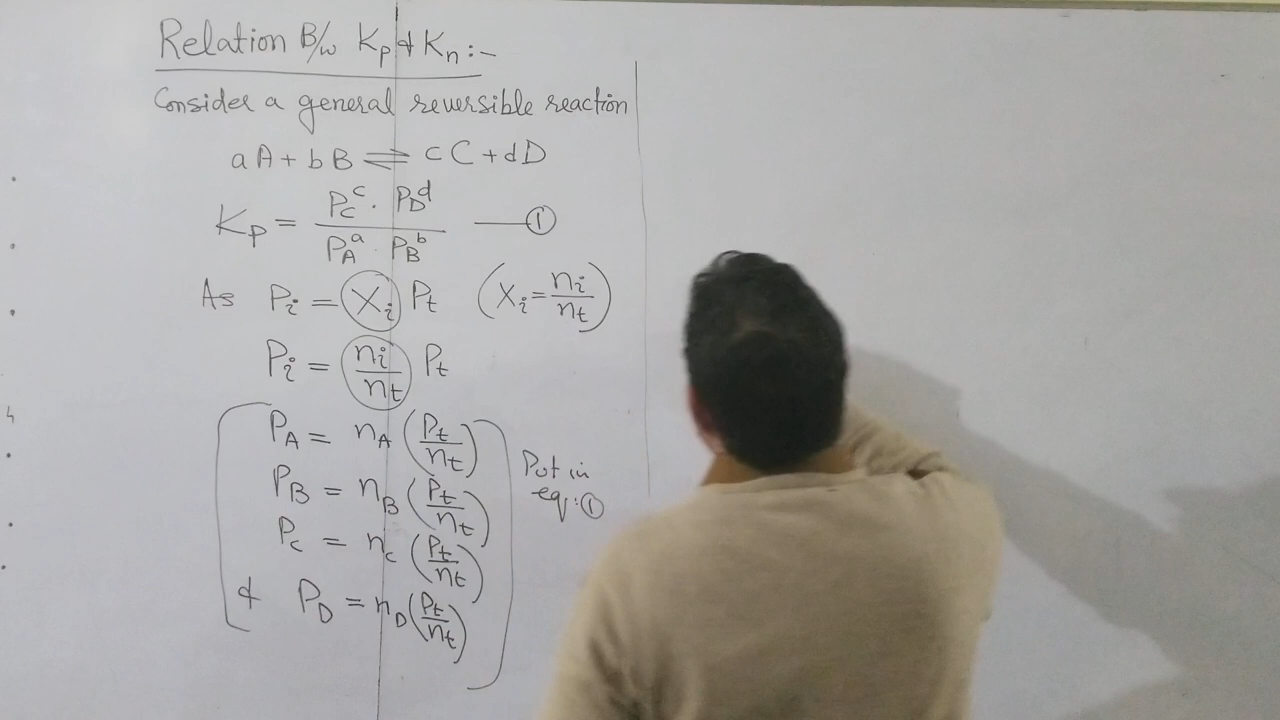 Relation B/w Kp & Kn :-
Consider a general reversible reaction
aA + bB ⇌ cC + dD
Kp = PC^c · PD^d / PA^a · PB^b —— ①
As Pi = Xi Pt (Xi = ni/nt)
Pi = ni/nt Pt
PA = nA (Pt/nt)
PB = nB (Pt/nt)
Pc = nc (Pt/nt)
& PD = nD (Pt/nt)
Put in
eq: ①